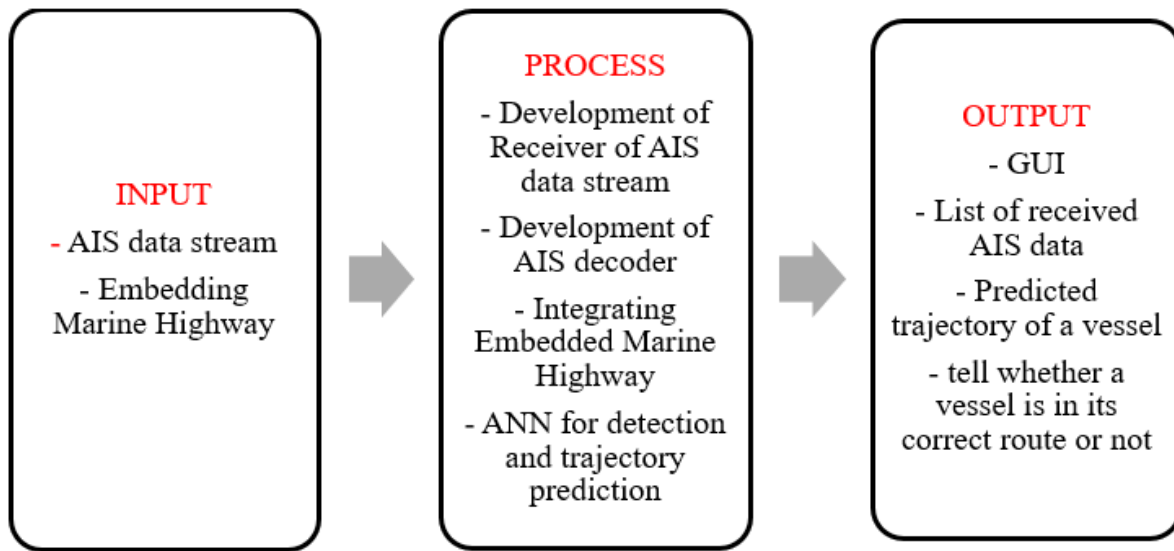 INPUT
- AIS data stream
- Embedding
Marine Highway
PROCESS
- Development of
Receiver of AIS
data stream
- Development of
AIS decoder
- Integrating
Embedded Marine
Highway
- ANN for detection
and trajectory
prediction
OUTPUT
- GUI
- List of received
AIS data
- Predicted
trajectory of a vessel
- tell whether a
vessel is in its
correct route or not